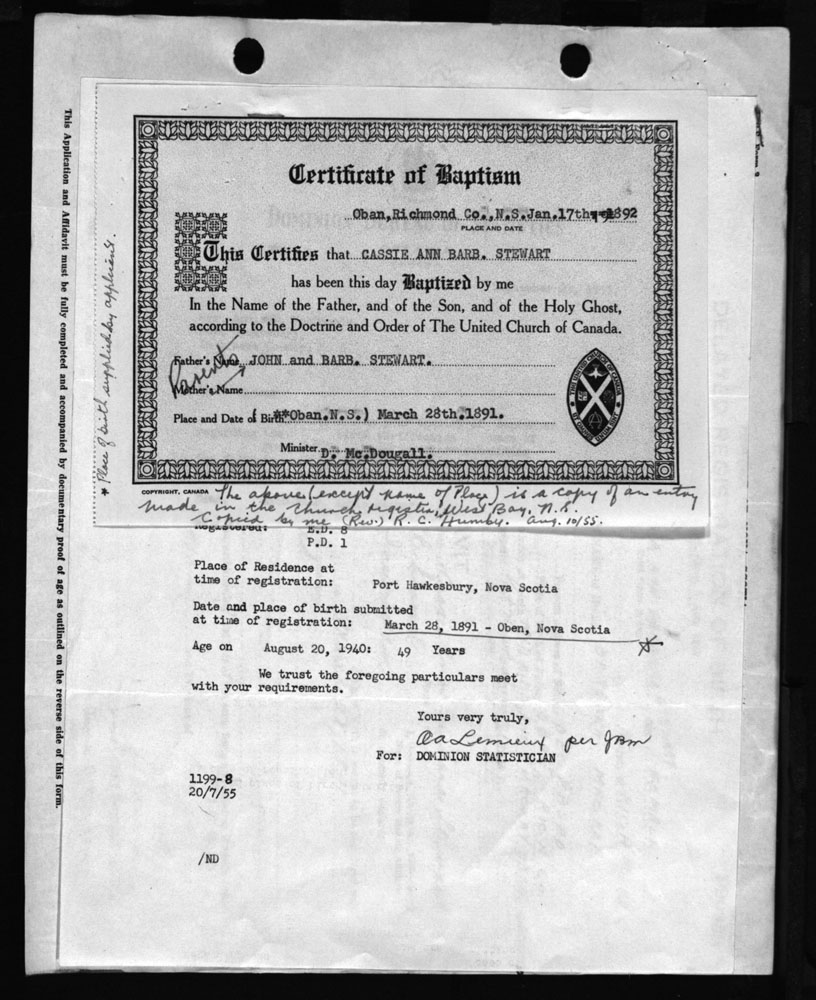 This Application and Affidavit must be fully completed and accompanied by documentary proof of age as outlined on the reverse side of this form.
* Place of birth supplied by applicant.
Certificate of Baptism
Oban, Richmond Co., N.S. Jan. 17th 1892
PLACE AND DATE
This Certifies that CASSIE ANN BARB. STEWART
has been this day Baptized by me
In the Name of the Father, and of the Son, and of the Holy Ghost,
according to the Doctrine and Order of The United Church of Canada.
Parents
Father's Name JOHN and BARB. STEWART.
Mother's Name
Place and Date of Birth **Oban, N.S.) March 28th. 1891.
Minister D. McDougall.
COPYRIGHT, CANADA
The above (except name of Place) is a copy of an entry
made in the Church register, West Bay, N.S.
Copied by me (Rev.) R. C. Humby. Aug. 10/55.
Registered: E.D. 8
P.D. 1
Place of Residence at
time of registration: Port Hawkesbury, Nova Scotia
Date and place of birth submitted
at time of registration: March 28, 1891 - Oben, Nova Scotia
Age on August 20, 1940: 49 Years
We trust the foregoing particulars meet
with your requirements.
Yours very truly,
OA Lemieux per JBM
For: DOMINION STATISTICIAN
1199-8
20/7/55
/ND